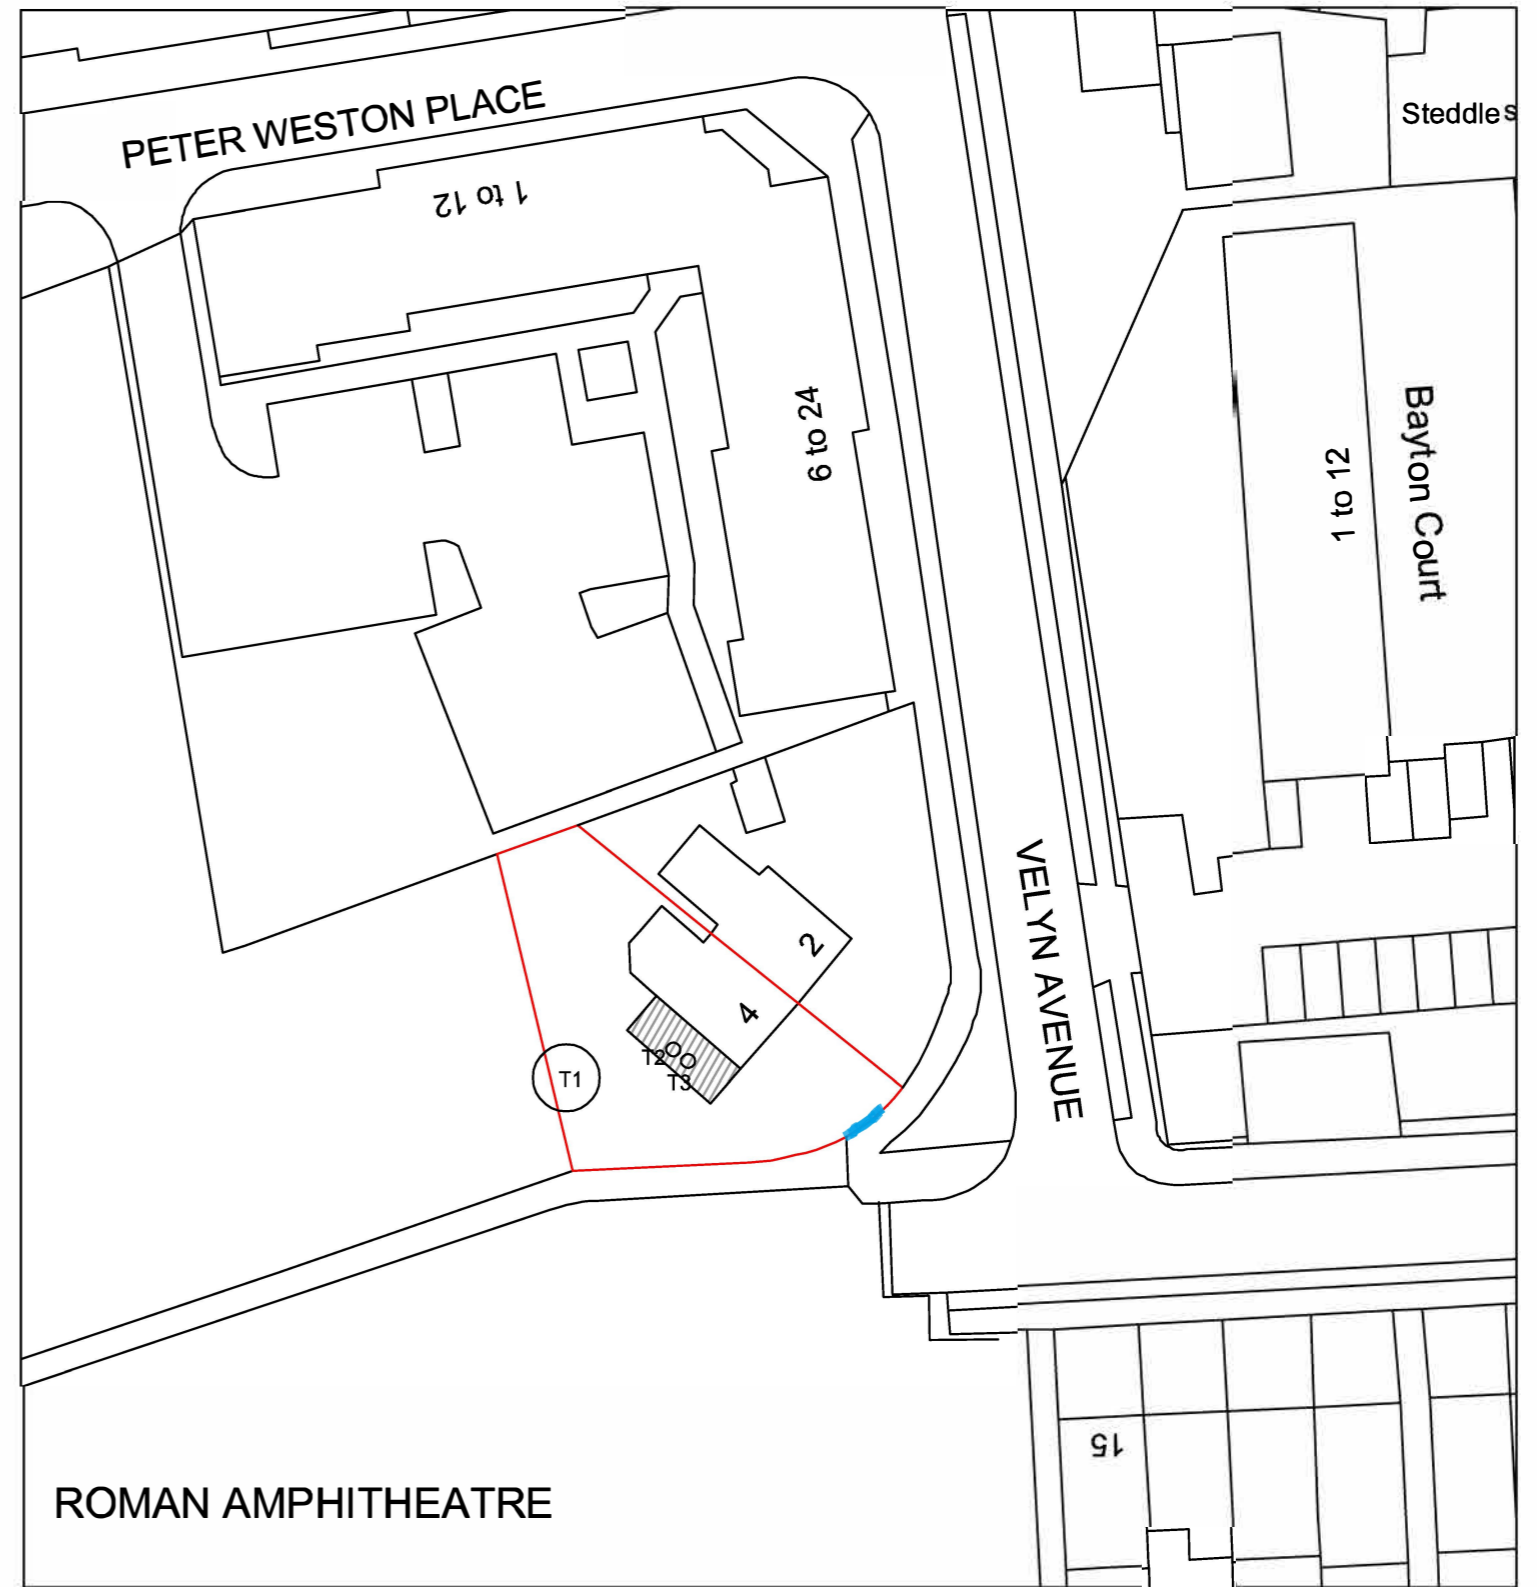 Steddles
PETER WESTON PLACE
1 to 12
6 to 24
Bayton Court
1 to 12
VELYN AVENUE
2
4
T2
T1
T3
15
ROMAN AMPHITHEATRE